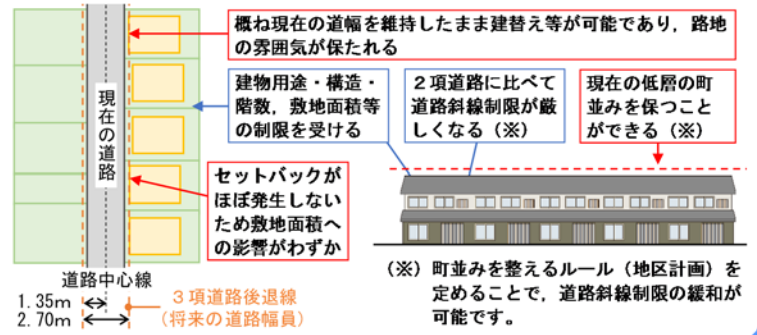 概ね現在の道幅を維持したまま建替え等が可能であり，路地
の雰囲気が保たれる
建物用途・構造・
階数，敷地面積等
の制限を受ける
２項道路に比べて
道路斜線制限が厳
しくなる（※）
現在の低層の町
並みを保つこと
ができる（※）
現在の道路
セットバックが
ほぼ発生しない
ため敷地面積へ
の影響がわずか
道路中心線
1.35m
2.70m
３項道路後退線
（将来の道路幅員）
（※）町並みを整えるルール（地区計画）を
定めることで，道路斜線制限の緩和が
可能です。